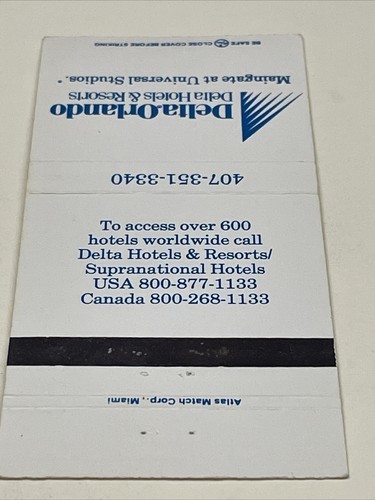 BE SAFE CLOSE COVER BEFORE STRIKING
Maingate at Universal Studios.*
Delta Hotels & Resorts
Delta Orlando
407-351-3340
To access over 600
hotels worldwide call
Delta Hotels & Resorts/
Supranational Hotels
USA 800-877-1133
Canada 800-268-1133
Atlas Match Corp., Miami